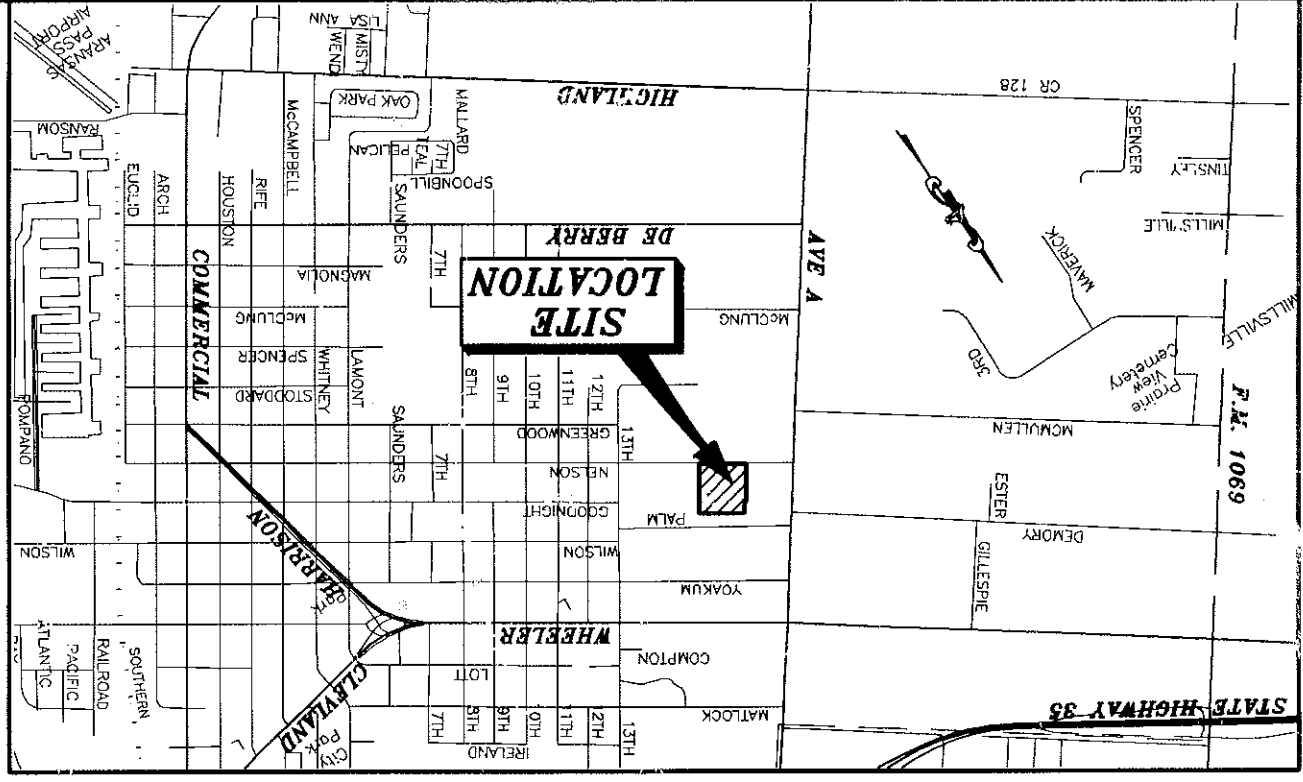 STATE HIGHWAY 35
MATLOCK
13TH
12TH
11TH
10TH
9TH
8TH
7TH
IRELAND
City
Park
CLEVLAND
SOUTHERN
RAILROAD
PACIFIC
ATLANTIC
LOTT
COMPTON
WHEELER
YOAKUM
GILLESPIE
DEMORY
ESTER
WILSON
HARRISON
Park
WILSON
PALM
GOODNIGHT
F.M. 1069
NELSON
MCMULLEN
13TH
GREENWOOD
7TH
SAUNDERS
POMPANO
Prairie
View
Cemetery
3RD
12TH
11TH
10TH
9TH
8TH
LAMONT
WHITNEY
STODDARD
SPENCER
COMMERCIAL
MILLSVILLE
McCLUNG
SITE
LOCATION
McCLUNG
MAVERICK
AVE A
MAGNOLIA
DE BERRY
7TH
SAUNDERS
MILLSVILLE
TINSLEY
SPENCER
SPOONBILL
MALLARD
7TH
TEAL
PELICAN
OAK PARK
McCAMPBELL
RIFE
HOUSTON
ARCH
EUCLID
RANSOM
CR 128
HIGHLAND
LISA ANN
MISTY
WEND
ARANSAS
PASS
AIRPORT